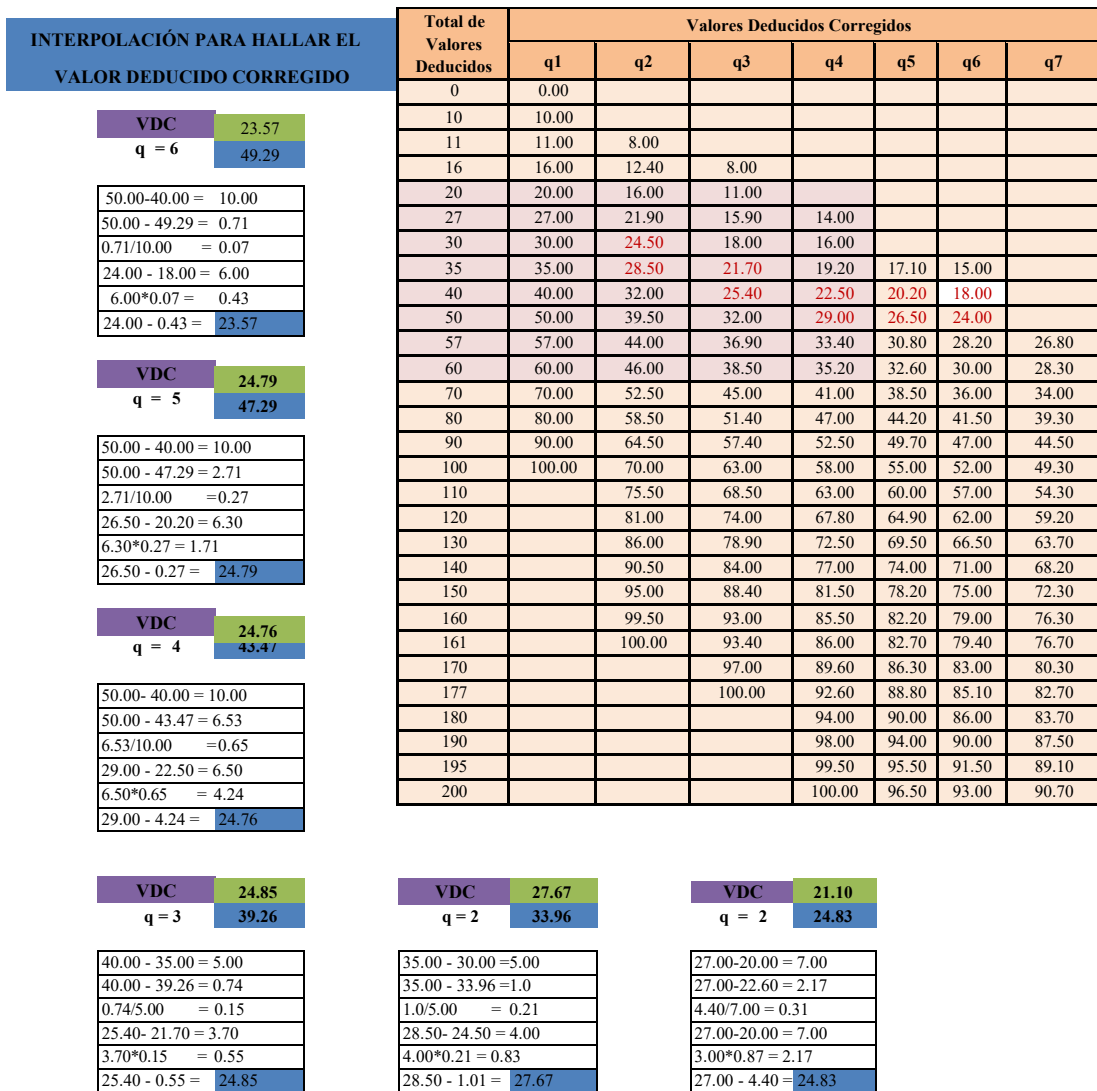 INTERPOLACIÓN PARA HALLAR EL
VALOR DEDUCIDO CORREGIDO
VDC 23.57
q = 6 49.29
50.00-40.00 = 10.00
50.00 - 49.29 = 0.71
0.71/10.00 = 0.07
24.00 - 18.00 = 6.00
6.00*0.07 = 0.43
24.00 - 0.43 = 23.57
VDC 24.79
q = 5 47.29
50.00 - 40.00 = 10.00
50.00 - 47.29 = 2.71
2.71/10.00 =0.27
26.50 - 20.20 = 6.30
6.30*0.27 = 1.71
26.50 - 0.27 = 24.79
VDC 24.76
q = 4 43.47
50.00- 40.00 = 10.00
50.00 - 43.47 = 6.53
6.53/10.00 =0.65
29.00 - 22.50 = 6.50
6.50*0.65 = 4.24
29.00 - 4.24 = 24.76
Total de Valores Deducidos Valores Deducidos Corregidos
q1 q2 q3 q4 q5 q6 q7
0 0.00
10 10.00
11 11.00 8.00
16 16.00 12.40 8.00
20 20.00 16.00 11.00
27 27.00 21.90 15.90 14.00
30 30.00 24.50 18.00 16.00
35 35.00 28.50 21.70 19.20 17.10 15.00
40 40.00 32.00 25.40 22.50 20.20 18.00
50 50.00 39.50 32.00 29.00 26.50 24.00
57 57.00 44.00 36.90 33.40 30.80 28.20 26.80
60 60.00 46.00 38.50 35.20 32.60 30.00 28.30
70 70.00 52.50 45.00 41.00 38.50 36.00 34.00
80 80.00 58.50 51.40 47.00 44.20 41.50 39.30
90 90.00 64.50 57.40 52.50 49.70 47.00 44.50
100 100.00 70.00 63.00 58.00 55.00 52.00 49.30
110 75.50 68.50 63.00 60.00 57.00 54.30
120 81.00 74.00 67.80 64.90 62.00 59.20
130 86.00 78.90 72.50 69.50 66.50 63.70
140 90.50 84.00 77.00 74.00 71.00 68.20
150 95.00 88.40 81.50 78.20 75.00 72.30
160 99.50 93.00 85.50 82.20 79.00 76.30
161 100.00 93.40 86.00 82.70 79.40 76.70
170 97.00 89.60 86.30 83.00 80.30
177 100.00 92.60 88.80 85.10 82.70
180 94.00 90.00 86.00 83.70
190 98.00 94.00 90.00 87.50
195 99.50 95.50 91.50 89.10
200 100.00 96.50 93.00 90.70
VDC 24.85
q = 3 39.26
40.00 - 35.00 = 5.00
40.00 - 39.26 = 0.74
0.74/5.00 = 0.15
25.40- 21.70 = 3.70
3.70*0.15 = 0.55
25.40 - 0.55 = 24.85
VDC 27.67
q = 2 33.96
35.00 - 30.00 =5.00
35.00 - 33.96 =1.0
1.0/5.00 = 0.21
28.50- 24.50 = 4.00
4.00*0.21 = 0.83
28.50 - 1.01 = 27.67
VDC 21.10
q = 2 24.83
27.00-20.00 = 7.00
27.00-22.60 = 2.17
4.40/7.00 = 0.31
27.00-20.00 = 7.00
3.00*0.87 = 2.17
27.00 - 4.40 = 24.83